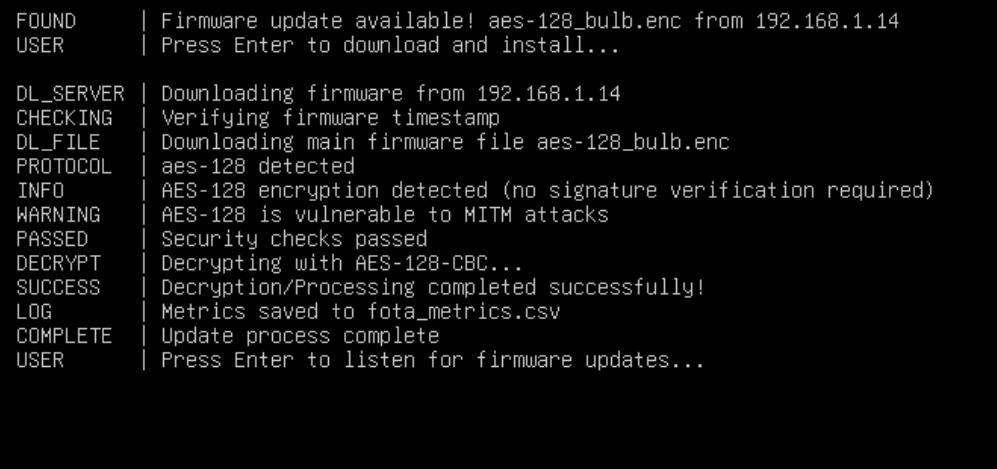 FOUND     | Firmware update available! aes-128_bulb.enc from 192.168.1.14
USER      | Press Enter to download and install...
DL_SERVER | Downloading firmware from 192.168.1.14
CHECKING  | Verifying firmware timestamp
DL_FILE   | Downloading main firmware file aes-128_bulb.enc
PROTOCOL  | aes-128 detected
INFO      | AES-128 encryption detected (no signature verification required)
WARNING   | AES-128 is vulnerable to MITM attacks
PASSED    | Security checks passed
DECRYPT   | Decrypting with AES-128-CBC...
SUCCESS   | Decryption/Processing completed successfully!
LOG       | Metrics saved to fota_metrics.csv
COMPLETE  | Update process complete
USER      | Press Enter to listen for firmware updates...